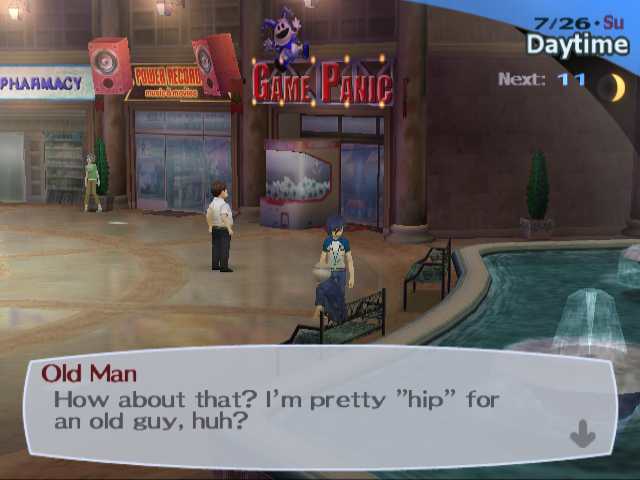 7/26·Su
Daytime
Next: 11
PHARMACY
POWER RECORD
music & movies
GAME PANIC
Old Man
How about that? I'm pretty "hip" for
an old guy, huh?